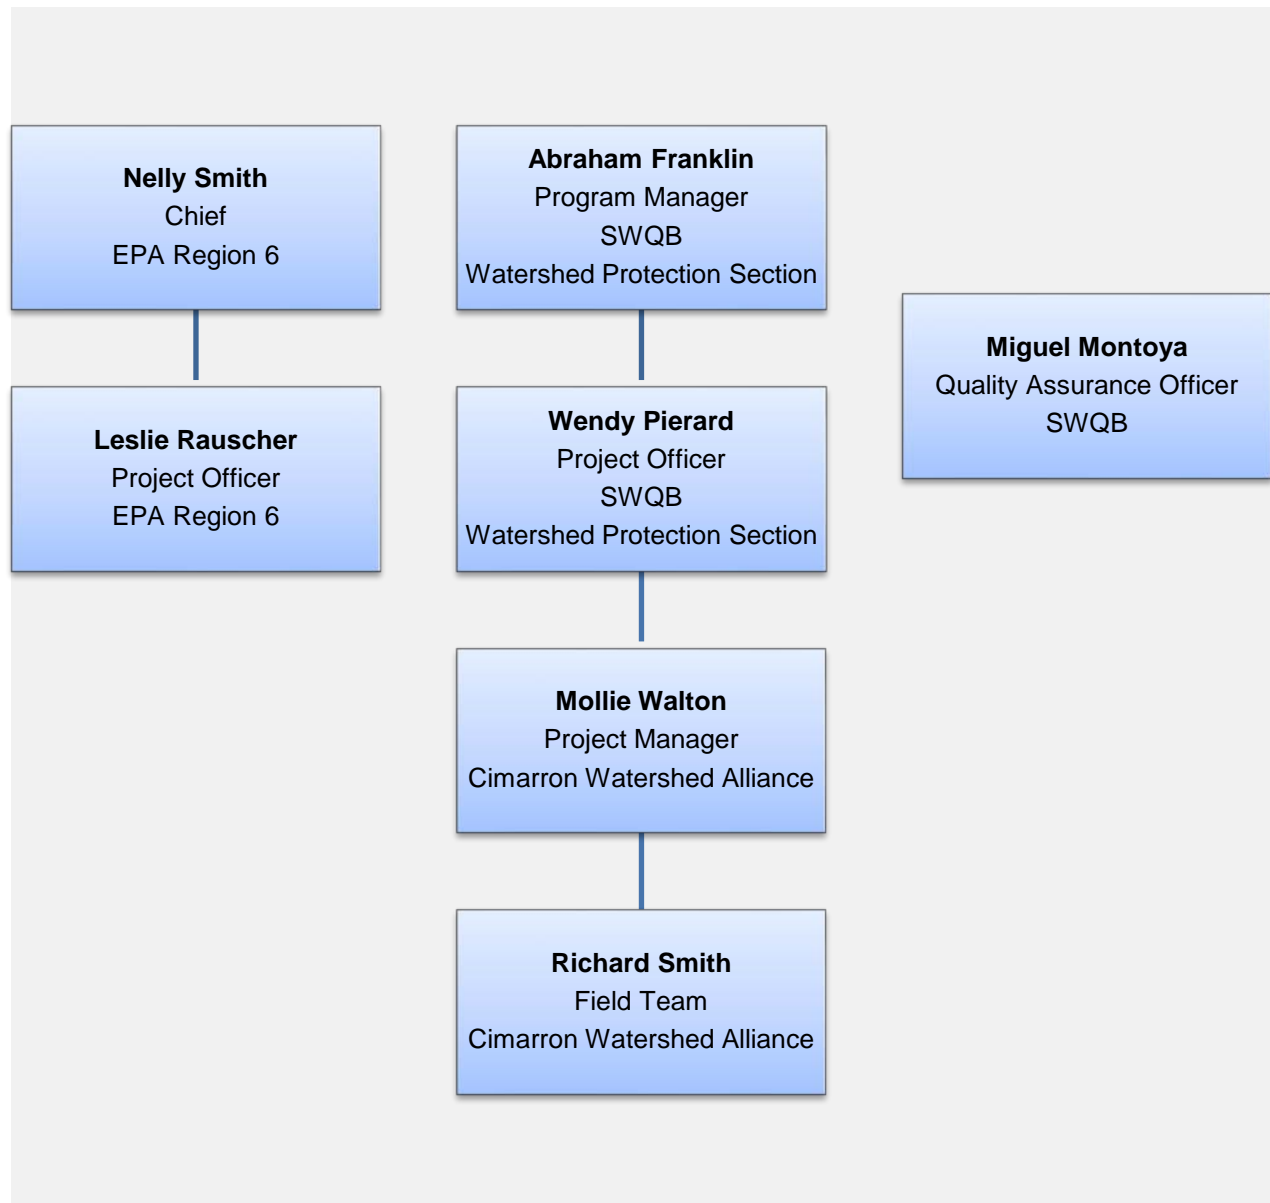 Nelly Smith
Chief
EPA Region 6
Abraham Franklin
Program Manager
SWQB
Watershed Protection Section
Miguel Montoya
Quality Assurance Officer
SWQB
Leslie Rauscher
Project Officer
EPA Region 6
Wendy Pierard
Project Officer
SWQB
Watershed Protection Section
Mollie Walton
Project Manager
Cimarron Watershed Alliance
Richard Smith
Field Team
Cimarron Watershed Alliance